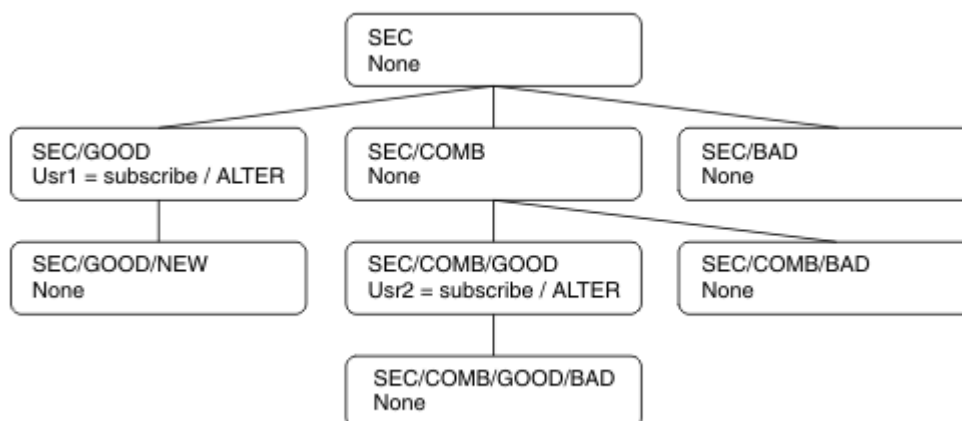 SEC
None
SEC/GOOD
Usr1 = subscribe / ALTER
SEC/COMB
None
SEC/BAD
None
SEC/GOOD/NEW
None
SEC/COMB/GOOD
Usr2 = subscribe / ALTER
SEC/COMB/BAD
None
SEC/COMB/GOOD/BAD
None